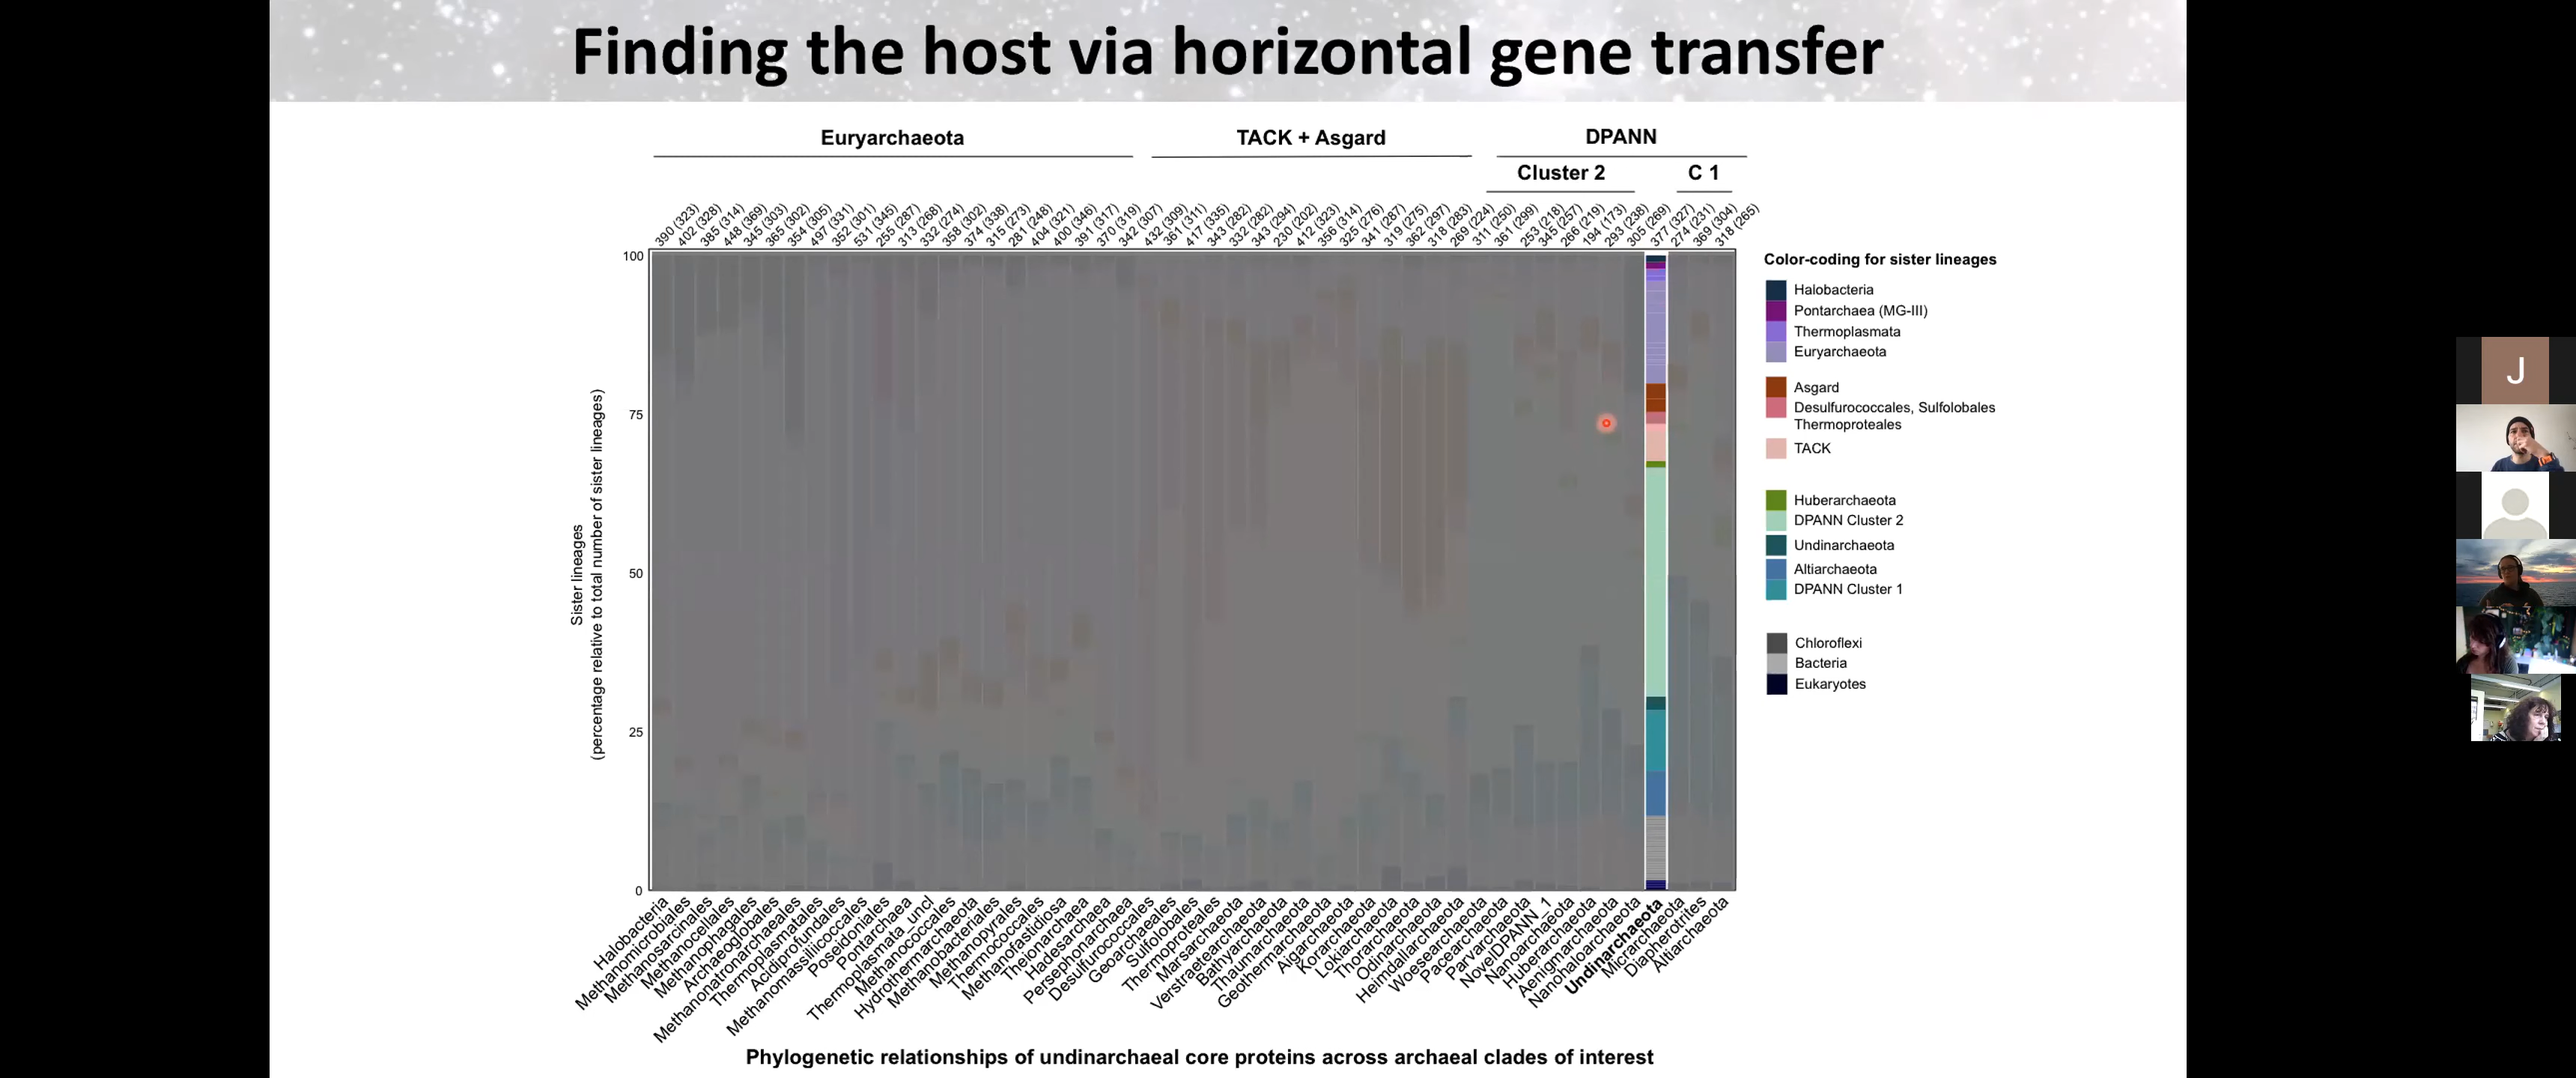 Finding the host via horizontal gene transfer
Euryarchaeota
TACK + Asgard
DPANN
Cluster 2
C 1
390 (323)
402 (328)
385 (314)
448 (369)
345 (303)
365 (302)
354 (305)
497 (331)
352 (301)
531 (345)
255 (287)
313 (268)
332 (274)
358 (302)
374 (338)
315 (273)
281 (248)
404 (321)
400 (346)
391 (317)
370 (319)
342 (307)
432 (309)
361 (311)
417 (335)
343 (282)
332 (282)
343 (294)
230 (202)
412 (323)
356 (314)
325 (276)
341 (287)
319 (275)
362 (297)
318 (283)
269 (224)
311 (250)
361 (299)
253 (218)
345 (257)
266 (219)
194 (173)
293 (238)
305 (269)
377 (327)
274 (231)
369 (304)
318 (265)
100
75
50
25
0
Sister lineages
(percentage relative to total number of sister lineages)
Color-coding for sister lineages
Halobacteria
Pontarchaea (MG-III)
Thermoplasmata
Euryarchaeota
Asgard
Desulfurococcales, Sulfolobales
Thermoproteales
TACK
Huberarchaeota
DPANN Cluster 2
Undinarchaeota
Altiarchaeota
DPANN Cluster 1
Chloroflexi
Bacteria
Eukaryotes
J
Halobacteria
Methanomicrobiales
Methanosarcinales
Methanocellales
Methanophagales
Archaeoglobales
Methanonatronarchaeales
Thermoplasmatales
Acidiprofundales
Methanomassiliicoccales
Poseidoniales
Pontarchaea
Thermoplasmata_uncl
Methanococcales
Hydrothermarchaeota
Methanobacteriales
Methanopyrales
Thermococcales
Methanofastidiosa
Theionarchaea
Hadesarchaea
Persephonarchaea
Desulfurococcales
Geoarchaeales
Sulfolobales
Thermoproteales
Marsarchaeota
Verstraetearchaeota
Bathyarchaeota
Thaumarchaeota
Geothermarchaeota
Aigarchaeota
Korarchaeota
Lokiarchaeota
Thorarchaeota
Odinarchaeota
Heimdallarchaeota
Woesearchaeota
Pacearchaeota
Parvarchaeota
NovelDPANN_1
Nanoarchaeota
Huberarchaeota
Aenigmarchaeota
Nanohaloarchaeota
Undinarchaeota
Micrarchaeota
Diapherotrites
Altiarchaeota
Phylogenetic relationships of undinarchaeal core proteins across archaeal clades of interest